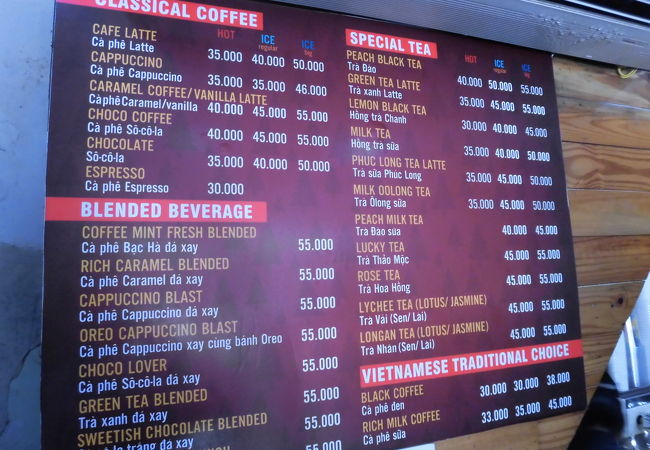 CLASSICAL COFFEE
HOT ICE regular ICE big
CAFE LATTE 35.000 40.000 50.000
Cà phê Latte
CAPPUCCINO 35.000 35.000 46.000
Cà phê Cappuccino
CARAMEL COFFEE/VANILLA LATTE
Cà phê Caramel/vanilla 40.000 45.000 55.000
CHOCO COFFEE 40.000 45.000 55.000
Cà phê Sô-cô-la
CHOCOLATE 35.000 40.000 50.000
Sô-cô-la
ESPRESSO
Cà phê Espresso 30.000
BLENDED BEVERAGE
COFFEE MINT FRESH BLENDED
Cà phê Bạc Hà đá xay 55.000
RICH CARAMEL BLENDED
Cà phê Caramel đá xay 55.000
CAPPUCCINO BLAST
Cà phê Cappuccino đá xay 55.000
OREO CAPPUCCINO BLAST
Cà phê Cappuccino xay cùng bánh Oreo 55.000
CHOCO LOVER
Cà phê Sô-cô-la đá xay 55.000
GREEN TEA BLENDED
Trà xanh đá xay 55.000
SWEETISH CHOCOLATE BLENDED
Sô-cô-la trắng đá xay 55.000
SPECIAL TEA
HOT ICE regular ICE big
PEACH BLACK TEA
Trà Đào 40.000 50.000 55.000
GREEN TEA LATTE
Trà xanh Latte 35.000 45.000 55.000
LEMON BLACK TEA
Hồng trà Chanh 30.000 40.000 45.000
MILK TEA
Hồng trà sữa 35.000 45.000 50.000
PHUC LONG TEA LATTE
Trà sữa Phúc Long 35.000 45.000 50.000
MILK OOLONG TEA
Trà Ôlong sữa 35.000 45.000 50.000
PEACH MILK TEA
Trà Đào sữa 40.000 45.000
LUCKY TEA
Trà Thảo Mộc 45.000 55.000
ROSE TEA
Trà Hoa Hồng 45.000 55.000
LYCHEE TEA (LOTUS/ JASMINE)
Trà Vải (Sen/ Lài) 45.000 55.000
LONGAN TEA (LOTUS/ JASMINE)
Trà Nhãn (Sen/ Lài) 45.000 55.000
VIETNAMESE TRADITIONAL CHOICE
BLACK COFFEE 30.000 30.000 38.000
Cà phê đen
RICH MILK COFFEE 33.000 35.000 45.000
Cà phê sữa